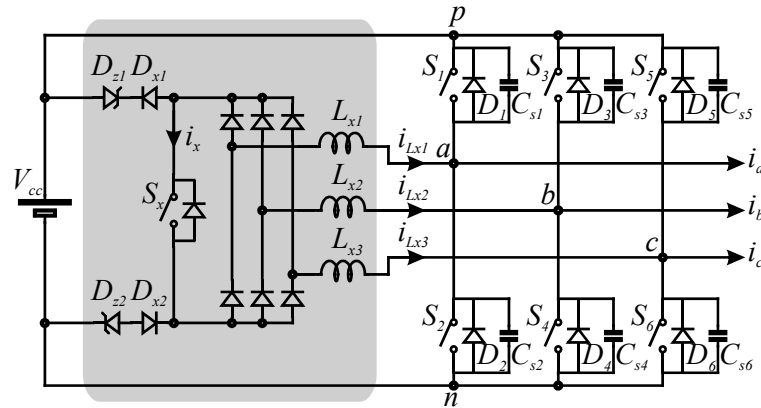 p
D_z1 D_x1
S_1
D_1
C_s1
S_3
D_3
C_s3
S_5
D_5
C_s5
L_x1
i_x
i_Lx1
a
i_a
V_cc
S_x
L_x2
i_Lx2
b
i_b
L_x3
i_Lx3
c
i_c
D_z2 D_x2
S_2
D_2
C_s2
S_4
D_4
C_s4
S_6
D_6
C_s6
n